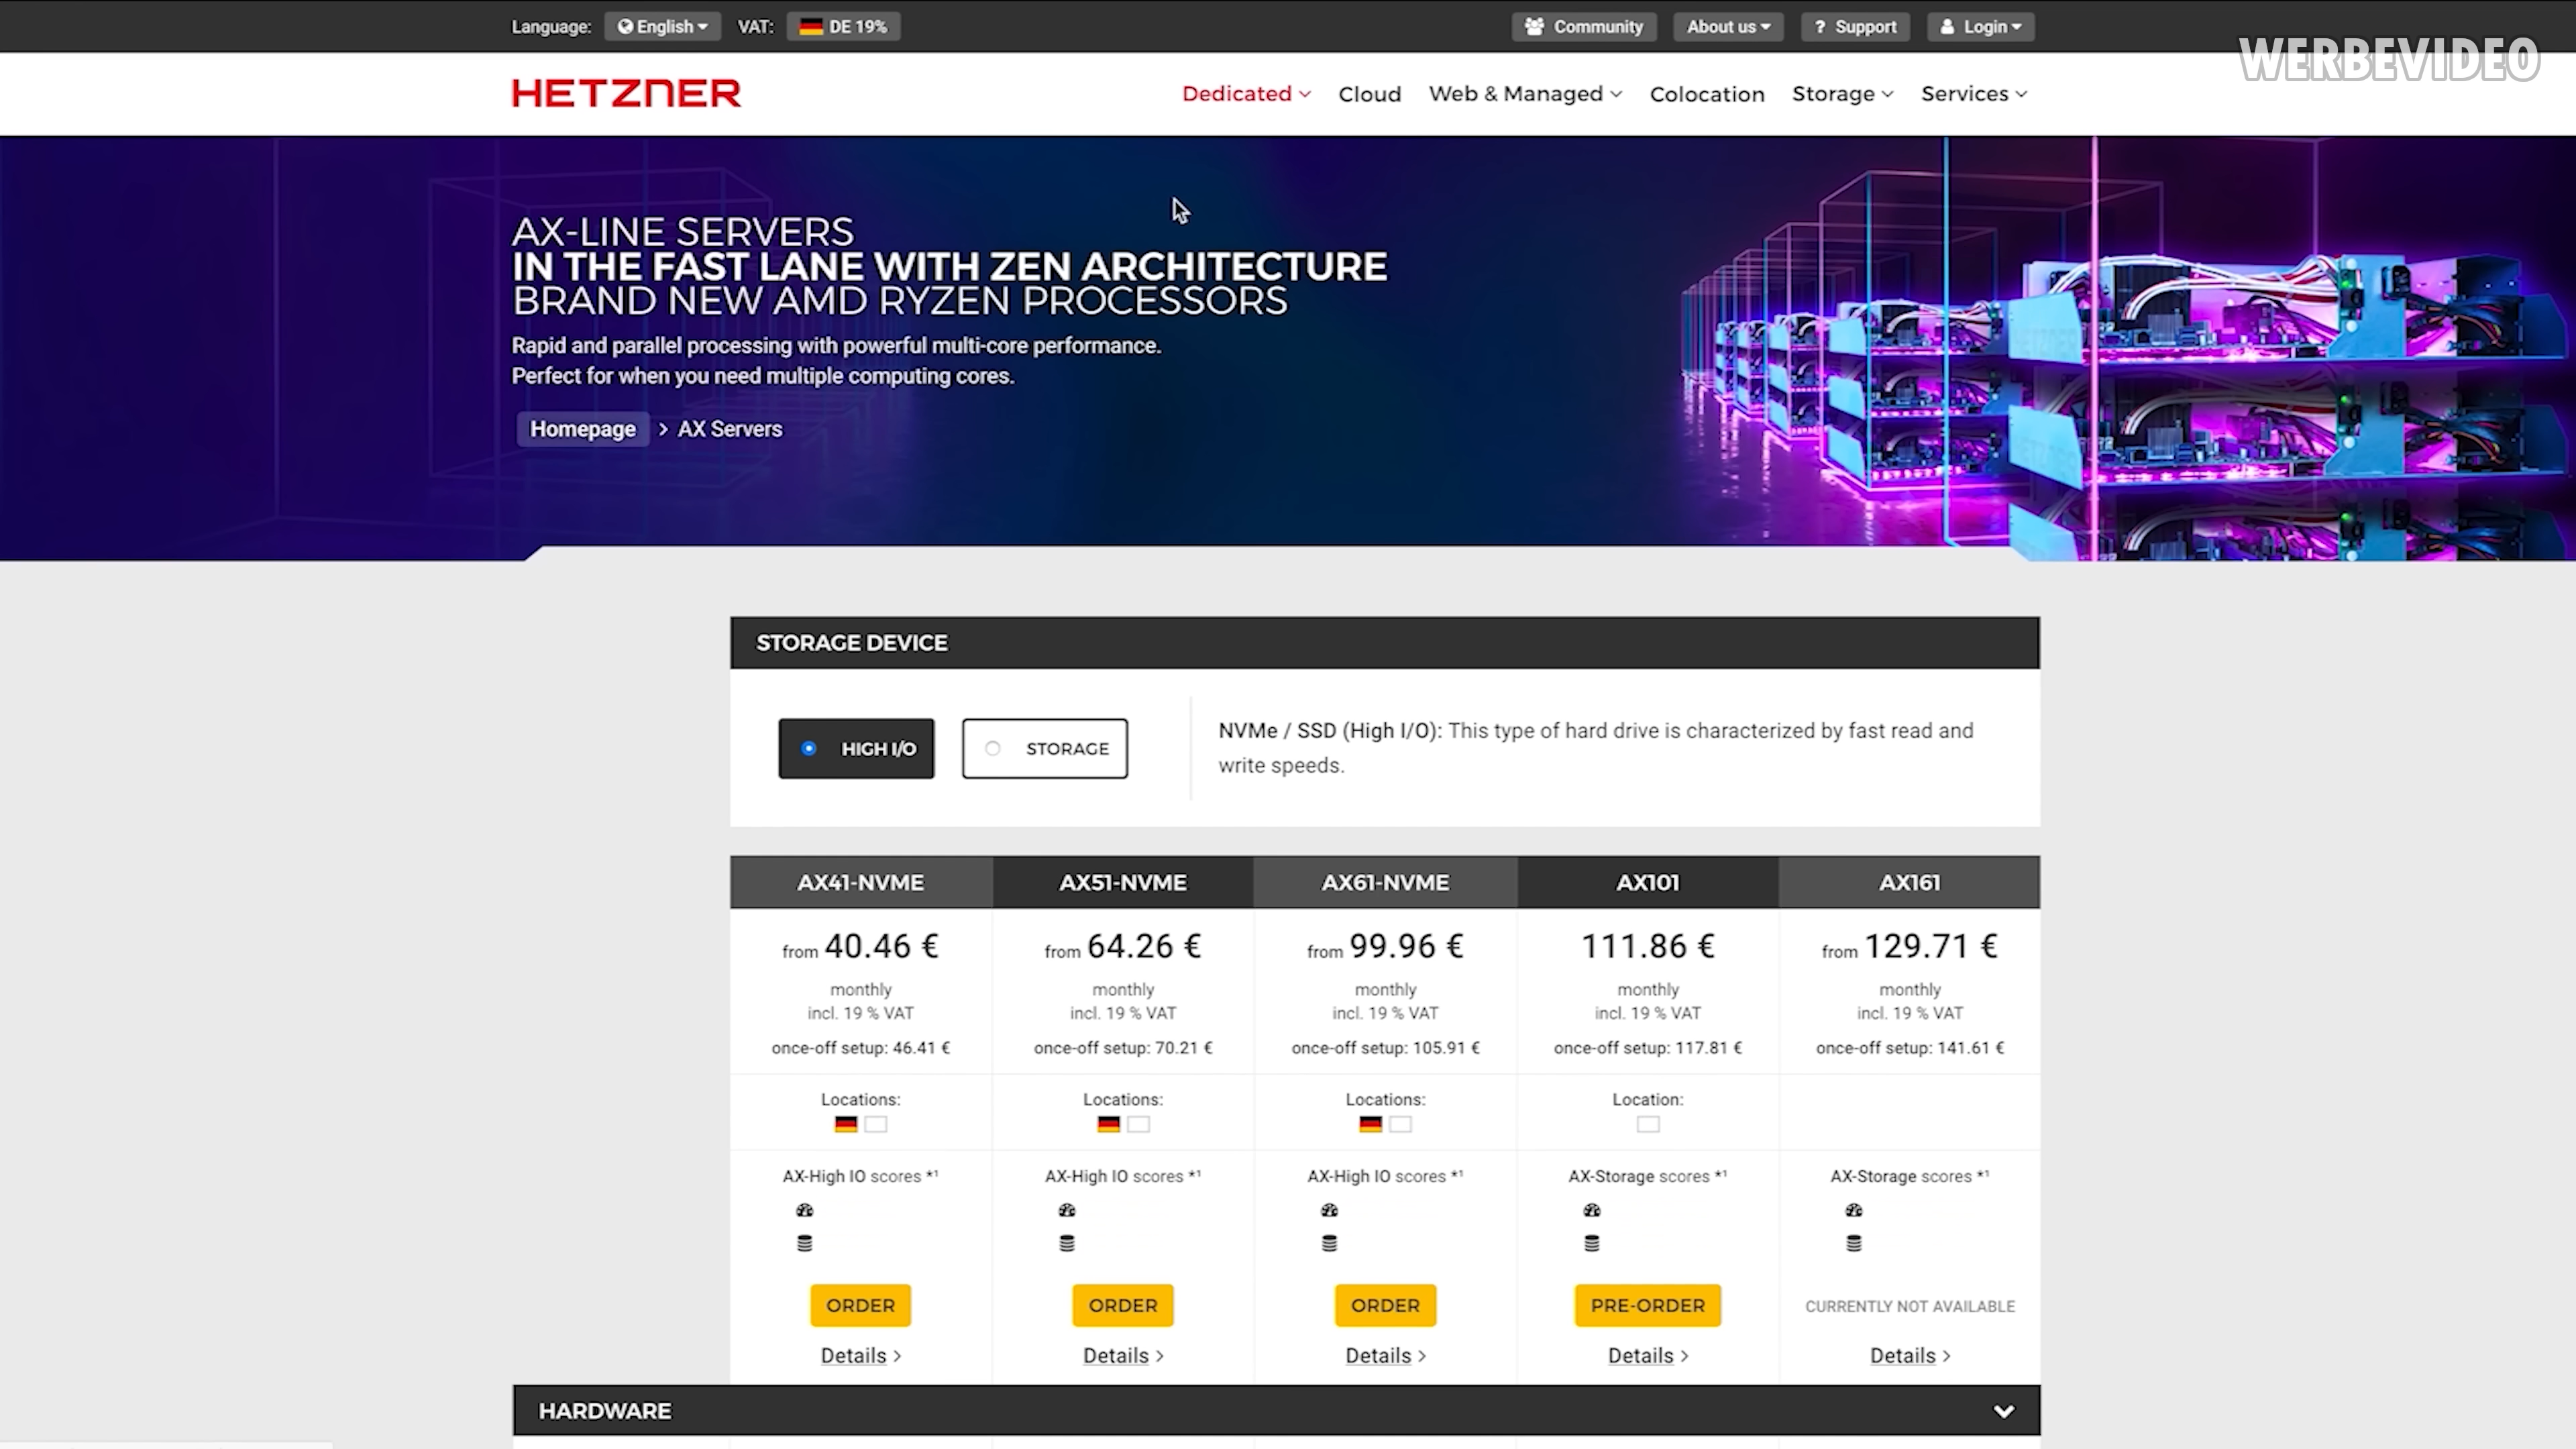 Language: English VAT: DE 19% Community About us ? Support Login
WERBEVIDEO
HETZNER Dedicated Cloud Web & Managed Colocation Storage Services
AX-LINE SERVERS
IN THE FAST LANE WITH ZEN ARCHITECTURE
BRAND NEW AMD RYZEN PROCESSORS
Rapid and parallel processing with powerful multi-core performance.
Perfect for when you need multiple computing cores.
Homepage > AX Servers
STORAGE DEVICE
HIGH I/O STORAGE
NVMe / SSD (High I/O): This type of hard drive is characterized by fast read and
write speeds.
AX41-NVME AX51-NVME AX61-NVME AX101 AX161
from 40.46 € from 64.26 € from 99.96 € 111.86 € from 129.71 €
monthly monthly monthly monthly monthly
incl. 19 % VAT incl. 19 % VAT incl. 19 % VAT incl. 19 % VAT incl. 19 % VAT
once-off setup: 46.41 € once-off setup: 70.21 € once-off setup: 105.91 € once-off setup: 117.81 € once-off setup: 141.61 €
Locations: Locations: Locations: Location:
AX-High IO scores *¹ AX-High IO scores *¹ AX-High IO scores *¹ AX-Storage scores *¹ AX-Storage scores *¹
ORDER ORDER ORDER PRE-ORDER CURRENTLY NOT AVAILABLE
Details > Details > Details > Details > Details >
HARDWARE